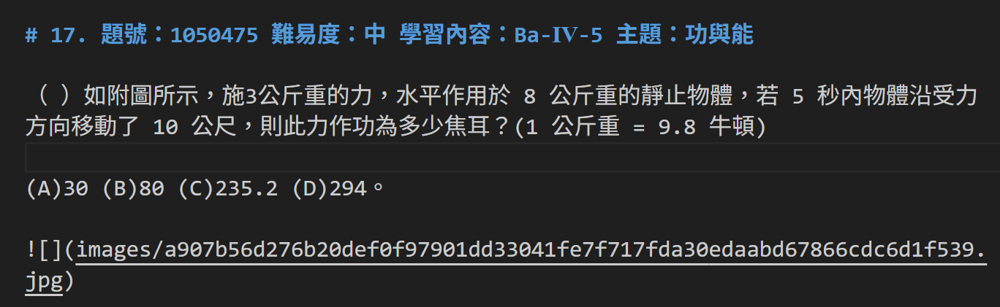 # 17. 題號：1050475 難易度：中 學習內容：Ba-IV-5 主題：功與能
（ ）如附圖所示，施3公斤重的力，水平作用於 8 公斤重的靜止物體，若 5 秒內物體沿受力
方向移動了 10 公尺，則此力作功為多少焦耳？(1 公斤重 = 9.8 牛頓)
(A)30 (B)80 (C)235.2 (D)294。
![](images/a907b56d276b20def0f97901dd33041fe7f717fda30edaabd67866cdc6d1f539.
jpg)